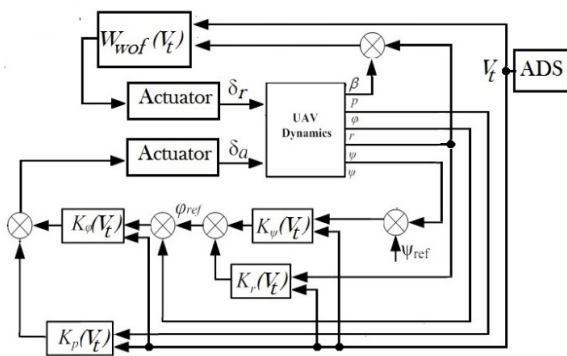 W_wof(V_t)
V_t
ADS
Actuator
δ_r
UAV
Dynamics
β
p
φ
r
ψ
ψ
Actuator
δ_a
K_φ(V_t)
φ_ref
K_ψ(V_t)
ψ_ref
K_r(V_t)
K_p(V_t)